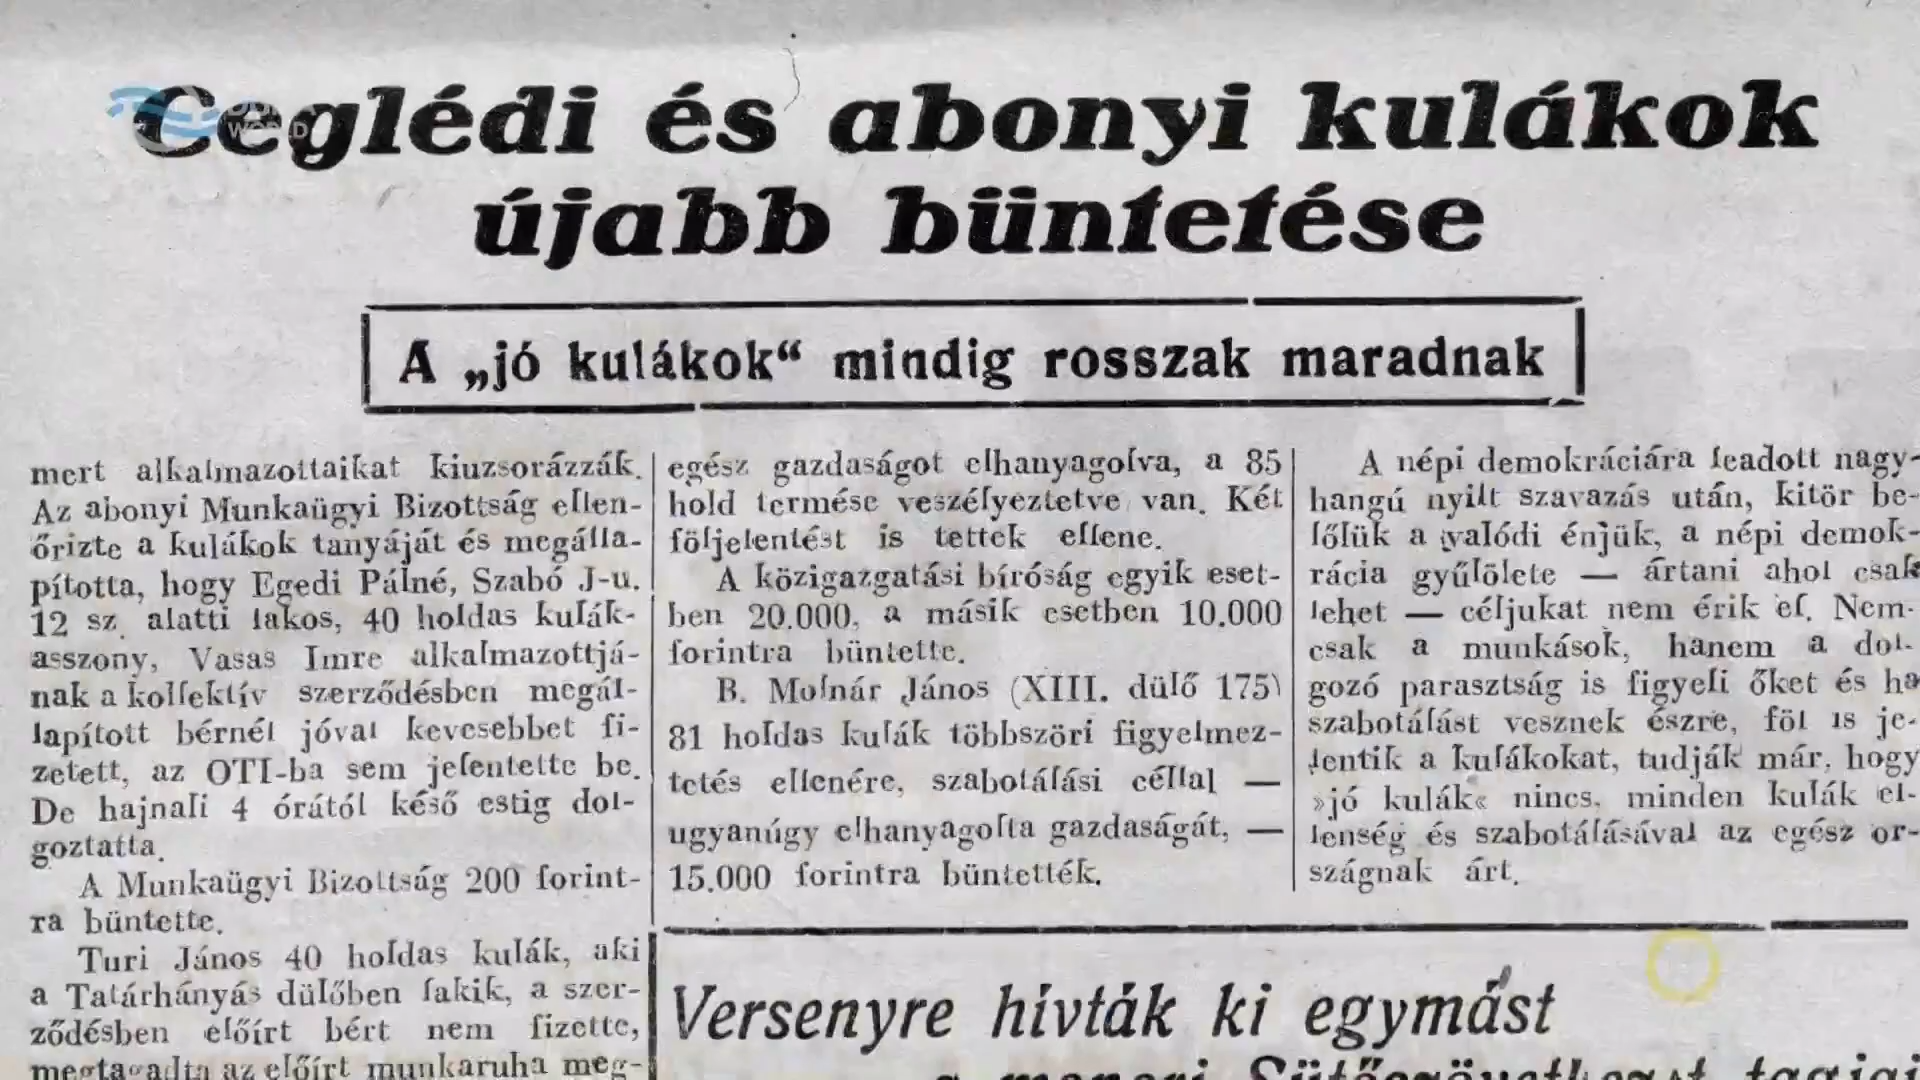 Ceglédi és abonyi kulákok
újabb büntetése
A „jó kulákok“ mindig rosszak maradnak
mert alkalmazottaikat kiuzsorázzák.
Az abonyi Munkaügyi Bizottság ellen-
őrizte a kulákok tanyáját és megálla-
pította, hogy Egedi Pálné, Szabó J-u.
12 sz. alatti lakos, 40 holdas kulák-
asszony, Vasas Imre alkalmazottjá-
nak a kollektív szerződésben megál-
lapított bérnél jóval kevesebbet fi-
zetett, az OTI-ba sem jelentette be.
De hajnali 4 órától késő estig dol-
goztatta.
A Munkaügyi Bizottság 200 forint-
ra büntette.
Turi János 40 holdas kulák, aki
a Tatárhányás dülőben lakik, a szer-
ződésben előírt bért nem fizette,
megtagadta az előírt munkaruha meg-
egész gazdaságot elhanyagolva, a 85
hold termése veszélyeztetve van. Két
följelentést is tettek ellene.
A közigazgatási bíróság egyik eset-
ben 20.000, a másik esetben 10.000
forintra büntette.
B. Molnár János (XIII. dülő 175)
81 holdas kulák többszöri figyelmez-
tetés ellenére, szabotálási céllal —
ugyanúgy elhanyagolta gazdaságát, —
15.000 forintra büntették.
A népi demokráciára leadott nagy-
hangú nyilt szavazás után, kitör be-
lőlük a valódi énjük, a népi demok-
rácia gyűlölete — ártani ahol csak
lehet — céljukat nem érik el. Nem-
csak a munkások, hanem a dol-
gozó parasztság is figyeli őket és ha
szabotálást vesznek észre, föl is je-
lentik a kulákokat, tudják már, hogy
»jó kulák« nincs, minden kulák el-
lenség és szabotálásával az egész or-
szágnak árt.
Versenyre hívták ki egymást
a
WORLD